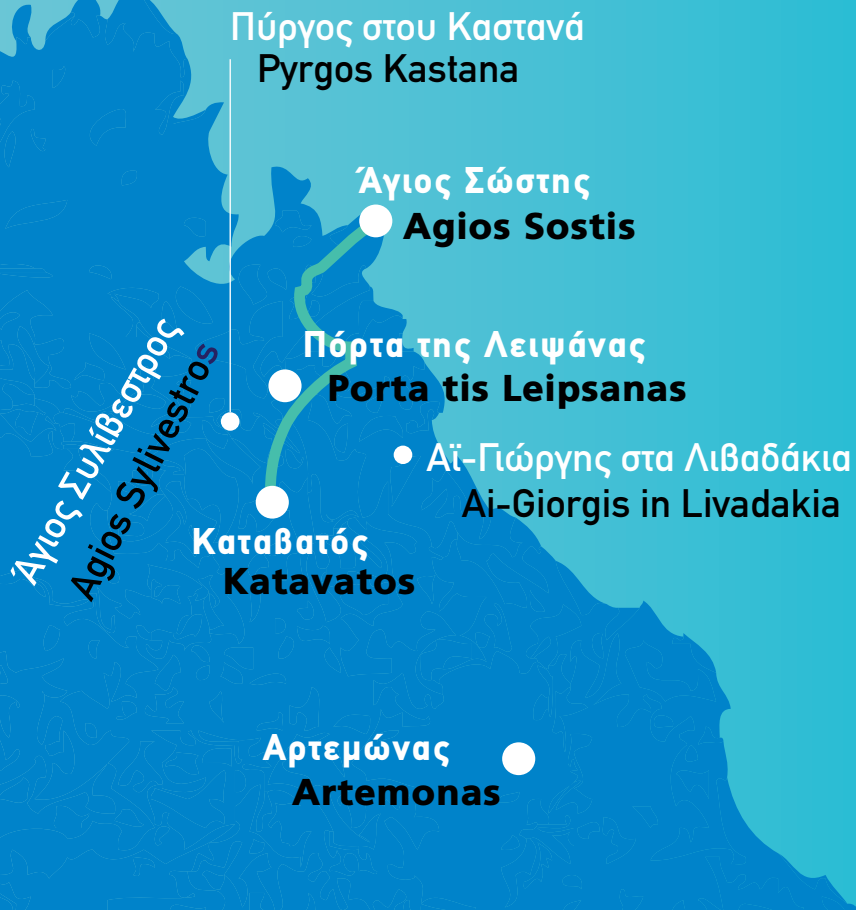 Πύργος στου Καστανά
Pyrgos Kastana
Άγιος Σώστης
Agios Sostis
Πόρτα της Λειψάνας
Porta tis Leipsanas
Άγιος Συλίβεστρος
Agios Sylivestros
Αϊ-Γιώργης στα Λιβαδάκια
Ai-Giorgis in Livadakia
Καταβατός
Katavatos
Αρτεμώνας
Artemonas